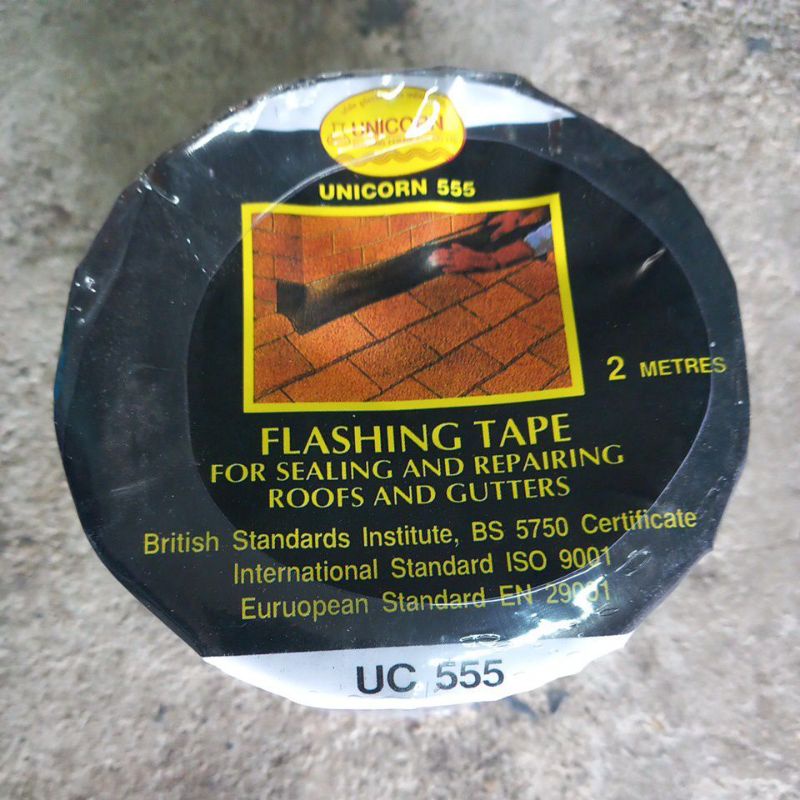 UNICORN
UNICORN 555
2 METRES
FLASHING TAPE
FOR SEALING AND REPAIRING
ROOFS AND GUTTERS
British Standards Institute, BS 5750 Certificate
International Standard ISO 9001
Euruopean Standard EN 29001
UC 555